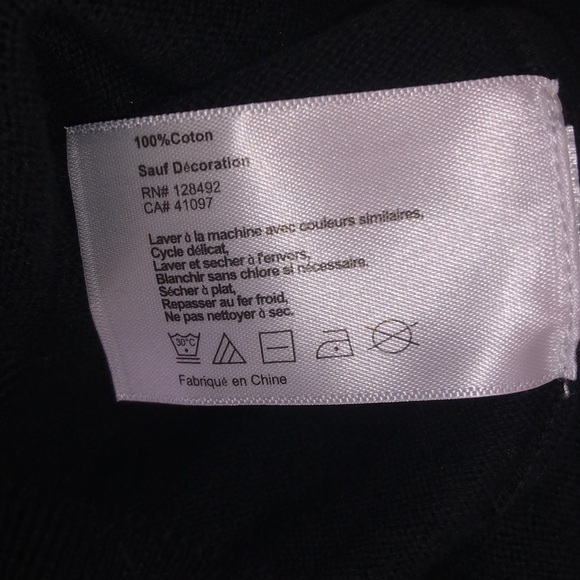 100%Coton
Sauf Décoration
RN# 128492
CA# 41097
Laver à la machine avec couleurs similaires,
Cycle délicat,
Laver et secher à l'envers,
Blanchir sans chlore si nécessaire,
Sécher à plat,
Repasser au fer froid,
Ne pas nettoyer à sec.
30°C
Fabriqué en Chine